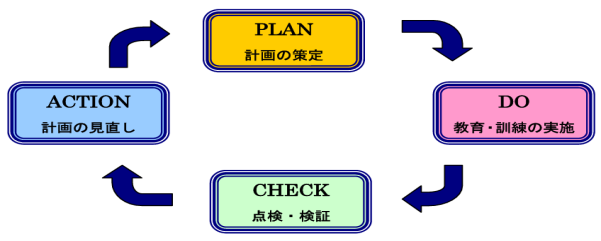 PLAN
計画の策定
ACTION
計画の見直し
DO
教育・訓練の実施
CHECK
点検・検証